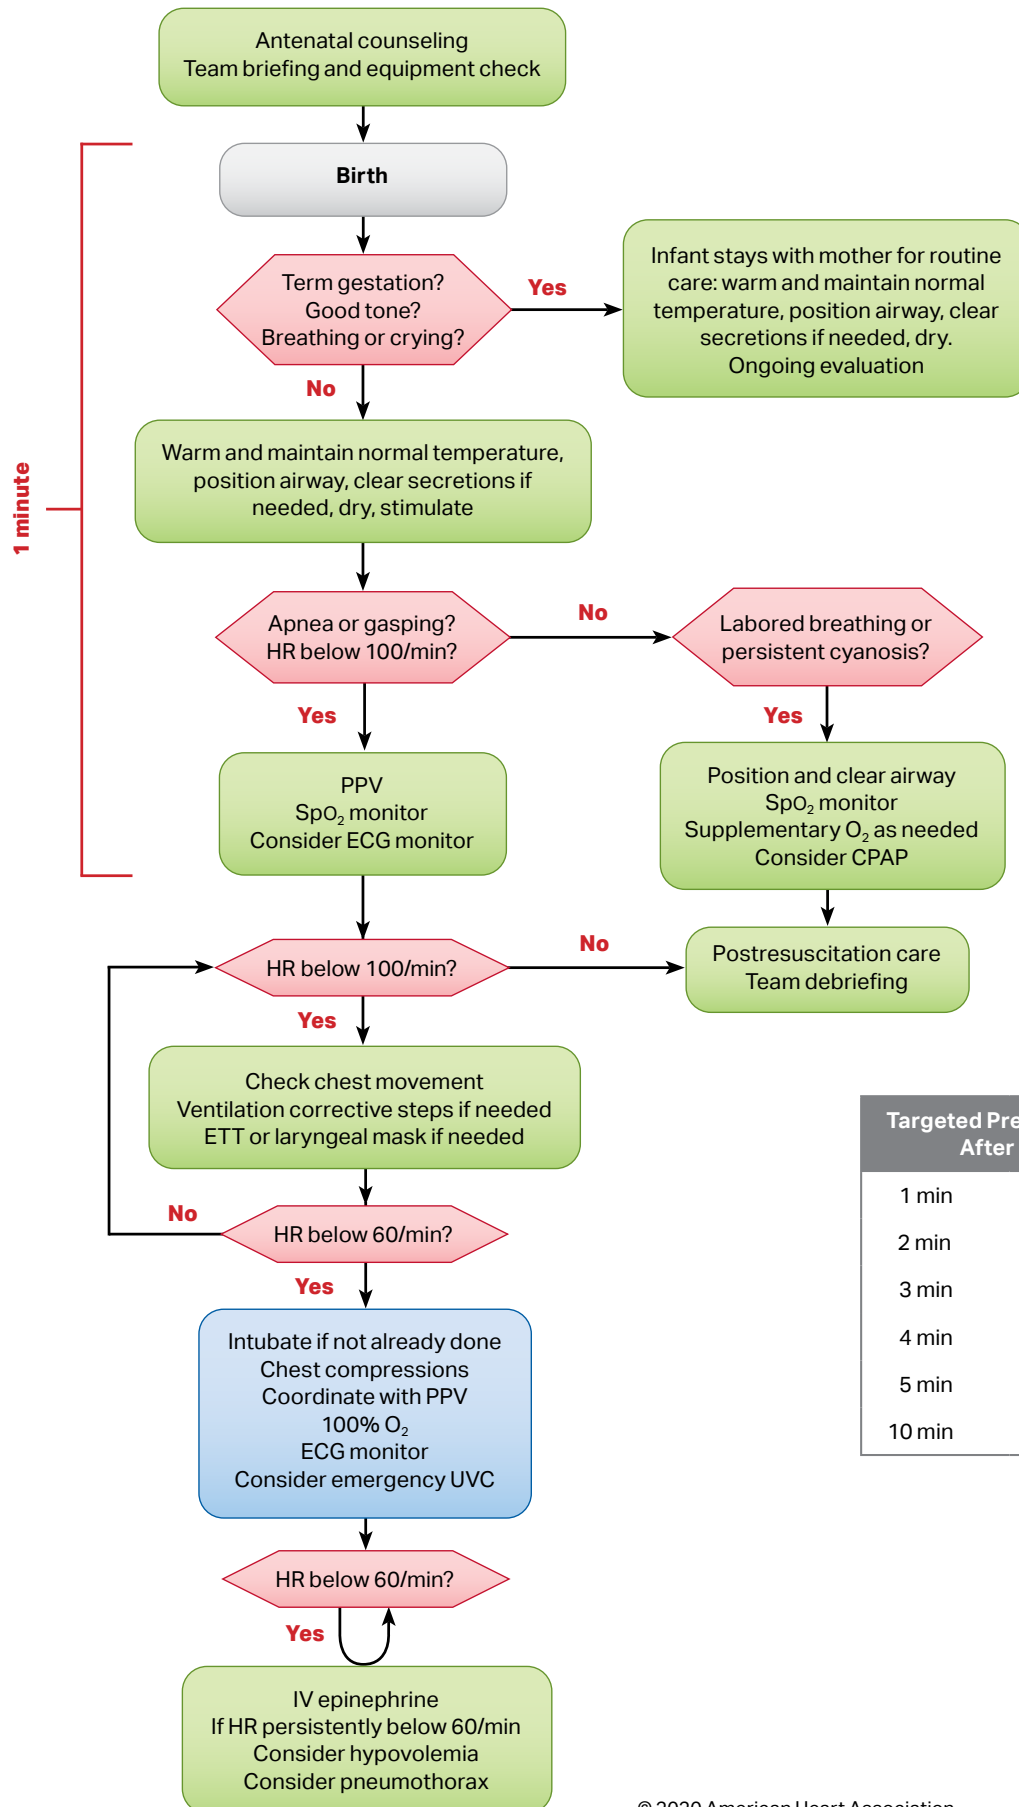 Antenatal counseling
Team briefing and equipment check
Birth
1 minute
Term gestation?
Good tone?
Breathing or crying?
Yes
Infant stays with mother for routine
care: warm and maintain normal
temperature, position airway, clear
secretions if needed, dry.
Ongoing evaluation
No
Warm and maintain normal temperature,
position airway, clear secretions if
needed, dry, stimulate
Apnea or gasping?
HR below 100/min?
No
Labored breathing or
persistent cyanosis?
Yes
Yes
PPV
SpO₂ monitor
Consider ECG monitor
Position and clear airway
SpO₂ monitor
Supplementary O₂ as needed
Consider CPAP
HR below 100/min?
No
Postresuscitation care
Team debriefing
Yes
Check chest movement
Ventilation corrective steps if needed
ETT or laryngeal mask if needed
No
HR below 60/min?
Yes
Intubate if not already done
Chest compressions
Coordinate with PPV
100% O₂
ECG monitor
Consider emergency UVC
HR below 60/min?
Yes
IV epinephrine
If HR persistently below 60/min
Consider hypovolemia
Consider pneumothorax
Targeted Pre
After
1 min
2 min
3 min
4 min
5 min
10 min
© 2020 American Heart Association